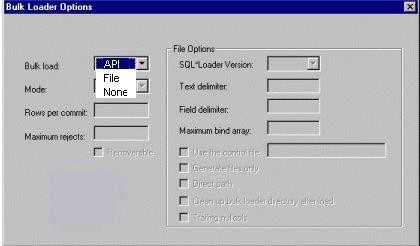 Bulk Loader Options
Bulk load:
API
File
None
Mode:
Rows per commit:
Maximum rejects:
Recoverable
File Options
SQL*Loader Version:
Text delimiter:
Field delimiter:
Maximum bind array:
Use the control file:
Generate files only
Direct path
Clean up bulk loader directory after load
Trailing nullcols